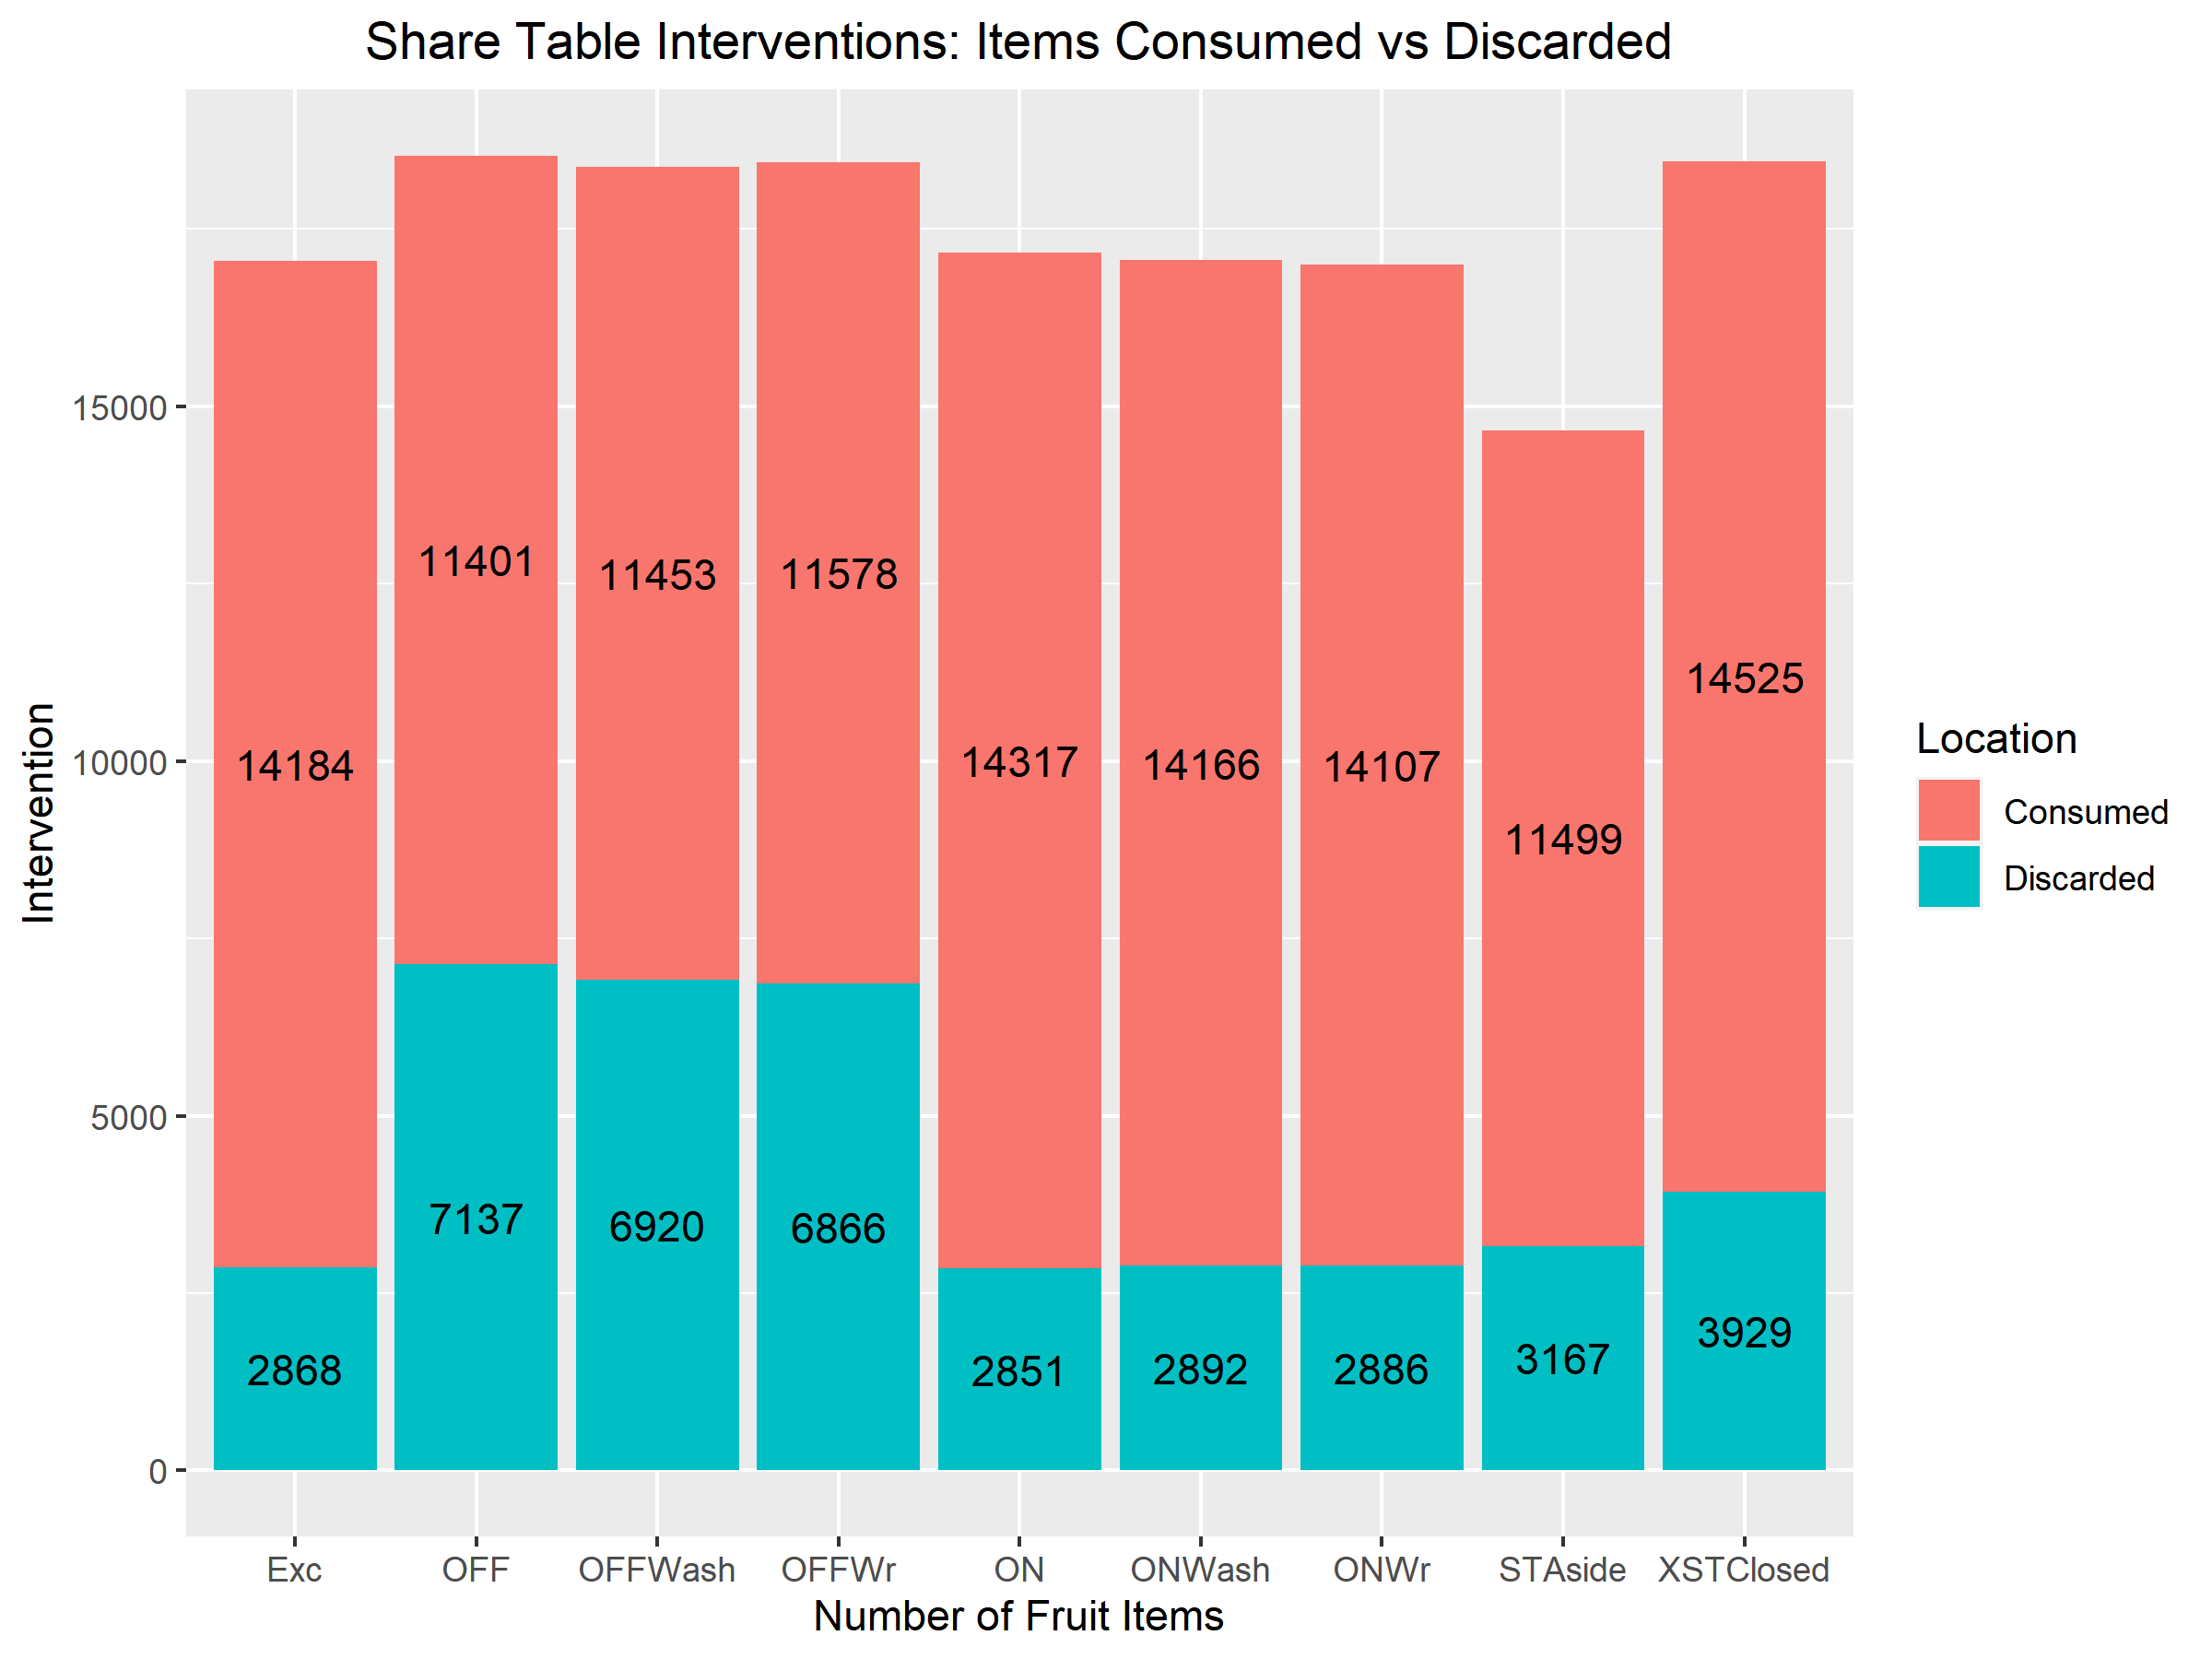 Share Table Interventions: Items Consumed vs Discarded
Intervention
15000
10000
5000
0
11401
11453
11578
14525
14184
14317
14166
14107
11499
7137
6920
6866
2868
2851
2892
2886
3167
3929
Exc
OFF
OFFWash
OFFWr
ON
ONWash
ONWr
STAside
XSTClosed
Number of Fruit Items
Location
Consumed
Discarded